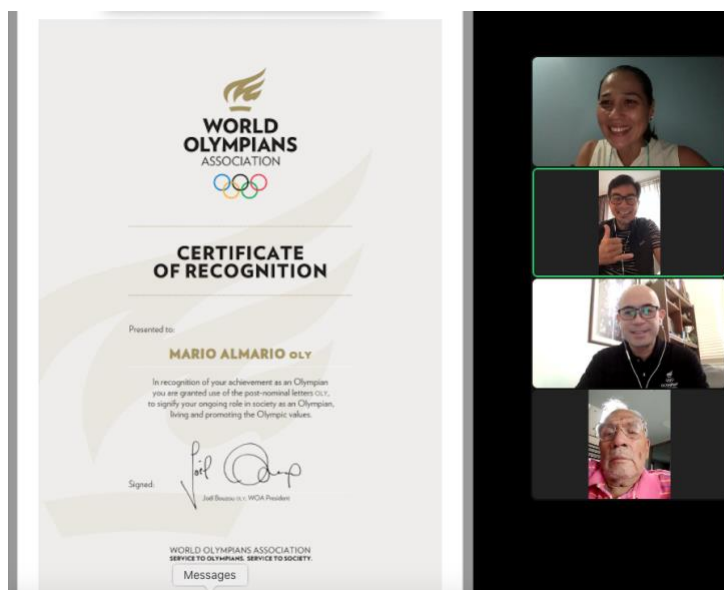 WORLD
OLYMPIANS
ASSOCIATION
CERTIFICATE
OF RECOGNITION
Presented to:
MARIO ALMARIO OLY
In recognition of your achievement as an Olympian
you are granted use of the post-nominal letters OLY,
to signify your ongoing role in society as an Olympian,
living and promoting the Olympic values.
Signed:
Joël Bouzou OLY, WOA President
WORLD OLYMPIANS ASSOCIATION
SERVICE TO OLYMPIANS. SERVICE TO SOCIETY.
Messages